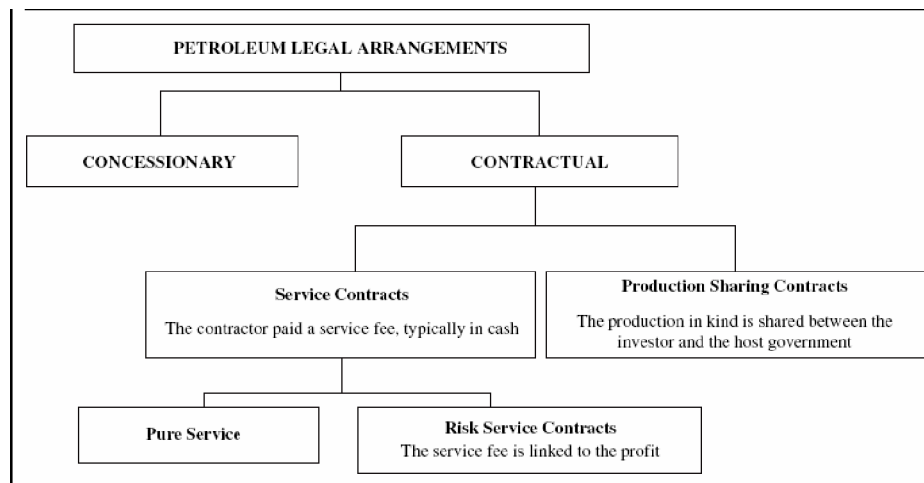 PETROLEUM LEGAL ARRANGEMENTS
CONCESSIONARY
CONTRACTUAL
Service Contracts
The contractor paid a service fee, typically in cash
Production Sharing Contracts
The production in kind is shared between the
investor and the host government
Pure Service
Risk Service Contracts
The service fee is linked to the profit